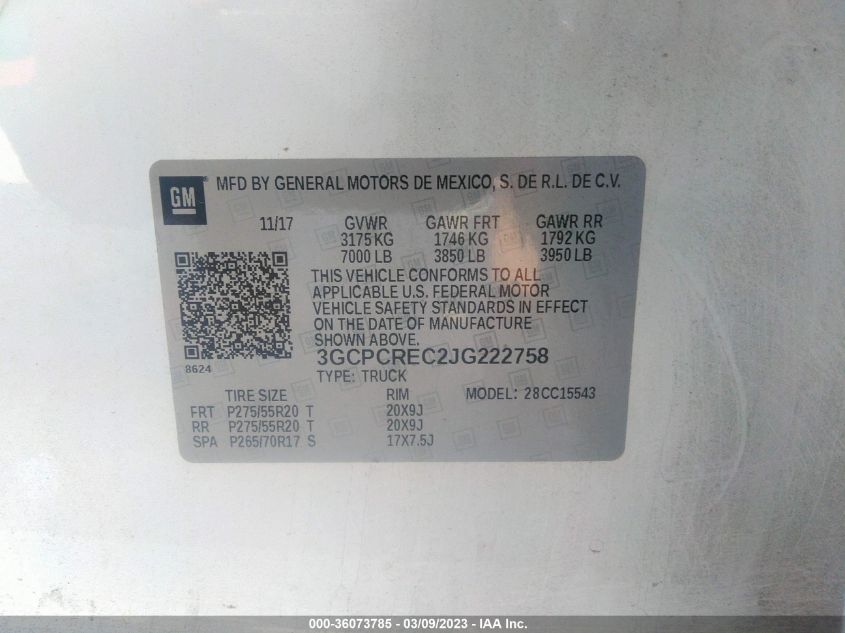 GM MFD BY GENERAL MOTORS DE MEXICO, S. DE R.L. DE C.V.
11/17 GVWR GAWR FRT GAWR RR
3175 KG 1746 KG 1792 KG
7000 LB 3850 LB 3950 LB
THIS VEHICLE CONFORMS TO ALL
APPLICABLE U.S. FEDERAL MOTOR
VEHICLE SAFETY STANDARDS IN EFFECT
ON THE DATE OF MANUFACTURE
SHOWN ABOVE.
8624
3GCPCREC2JG222758
TYPE: TRUCK
TIRE SIZE RIM MODEL: 28CC15543
FRT P275/55R20 T 20X9J
RR P275/55R20 T 20X9J
SPA P265/70R17 S 17X7.5J
000-36073785 - 03/09/2023 - IAA Inc.